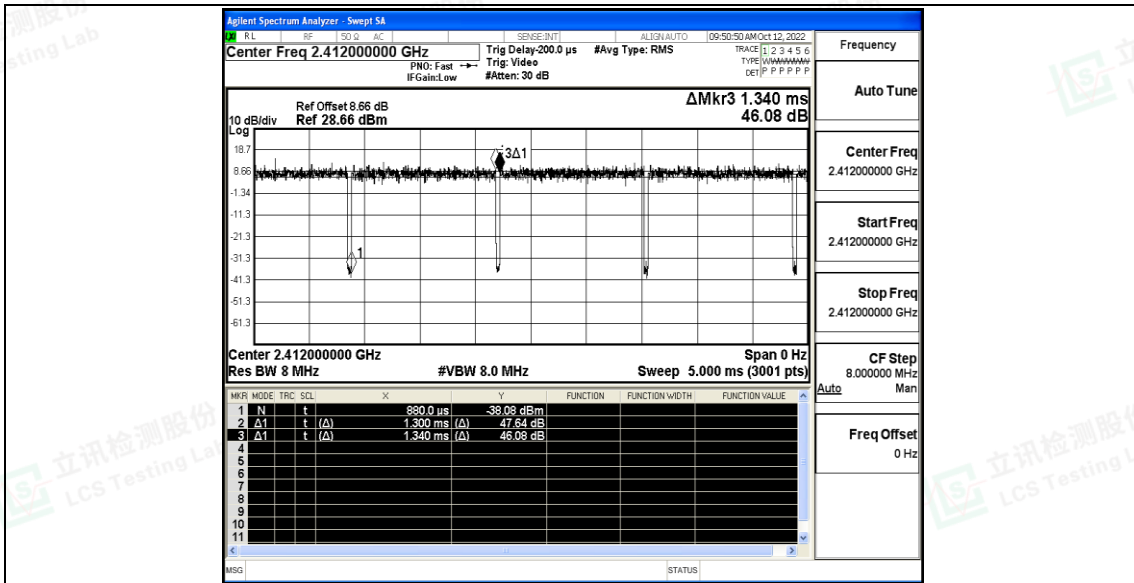 Agilent Spectrum Analyzer - Swept SA
LXI RL RF 50 Ω AC SENSE:INT ALIGN AUTO 09:50:50 AM Oct 12, 2022
Center Freq 2.412000000 GHz
PNO: Fast
IFGain:Low
Trig Delay-200.0 µs
Trig: Video
#Atten: 30 dB
#Avg Type: RMS
TRACE 1 2 3 4 5 6
TYPE
DET P P P P P P
Ref Offset 8.66 dB
10 dB/div Ref 28.66 dBm
ΔMkr3 1.340 ms
46.08 dB
Log
18.7
8.66
-1.34
-11.3
-21.3
-31.3
-41.3
-51.3
-61.3
3Δ1
1
Center 2.412000000 GHz Span 0 Hz
Res BW 8 MHz #VBW 8.0 MHz Sweep 5.000 ms (3001 pts)
MKR MODE TRC SCL X Y FUNCTION FUNCTION WIDTH FUNCTION VALUE
1 N t 880.0 µs -38.08 dBm
2 Δ1 t (Δ) 1.300 ms (Δ) 47.64 dB
3 Δ1 t (Δ) 1.340 ms (Δ) 46.08 dB
4
5
6
7
8
9
10
11
MSG STATUS
Frequency
Auto Tune
Center Freq
2.412000000 GHz
Start Freq
2.412000000 GHz
Stop Freq
2.412000000 GHz
CF Step
8.000000 MHz
Auto Man
Freq Offset
0 Hz
立讯检测股份
LCS Testing Lab
立讯检测股份
LCS Testing L
测股份
esting Lab
立
LC